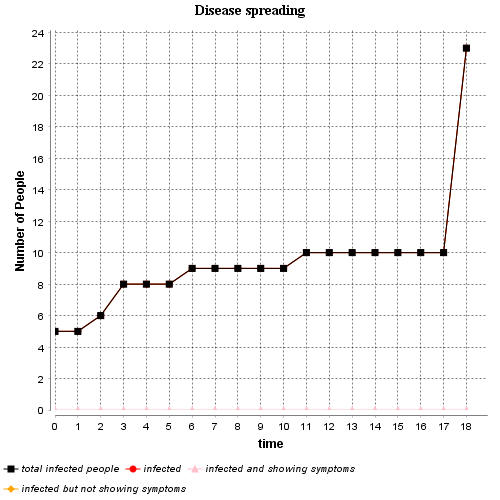 Disease spreading
24
22
20
18
16
14
12
10
8
6
4
2
0
Number of People
0 1 2 3 4 5 6 7 8 9 10 11 12 13 14 15 16 17 18
time
total infected people infected infected and showing symptoms
infected but not showing symptoms